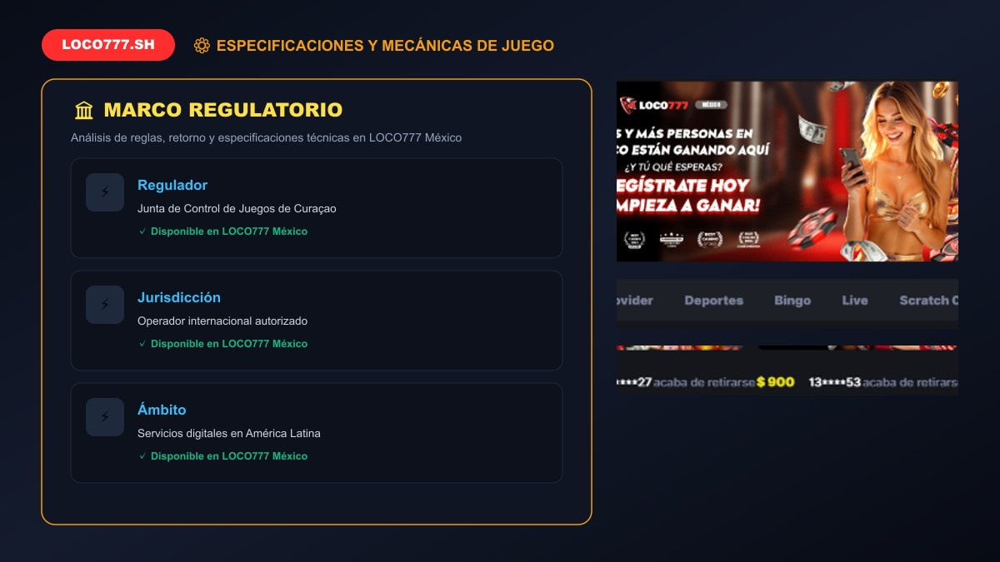 LOCO777.SH
ESPECIFICACIONES Y MECÁNICAS DE JUEGO
MARCO REGULATORIO
Análisis de reglas, retorno y especificaciones técnicas en LOCO777 México
Regulador
Junta de Control de Juegos de Curaçao
✓ Disponible en LOCO777 México
Jurisdicción
Operador internacional autorizado
✓ Disponible en LOCO777 México
Ámbito
Servicios digitales en América Latina
✓ Disponible en LOCO777 México
LOCO777 MÉXICO
S Y MÁS PERSONAS EN
CO ESTÁN GANANDO AQUÍ
¿Y TÚ QUÉ ESPERAS?
EGÍSTRATE HOY
MPIEZA A GANAR!
ovider Deportes Bingo Live Scratch C
****27 acaba de retirarse $ 900 13****53 acaba de retirars